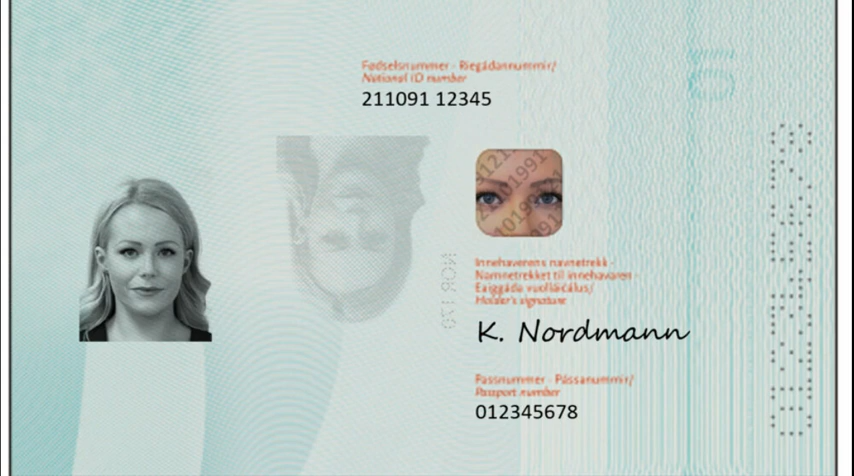 Fødselsnummer - Riegádannummir/
National ID number
211091 12345
Innehaverens navnetrekk -
Namnetrekket til innehavaren -
Eaiggáda vuolláičálus/
Holder's signature
K. Nordmann
Passnummer - Pássanummir/
Passport number
012345678